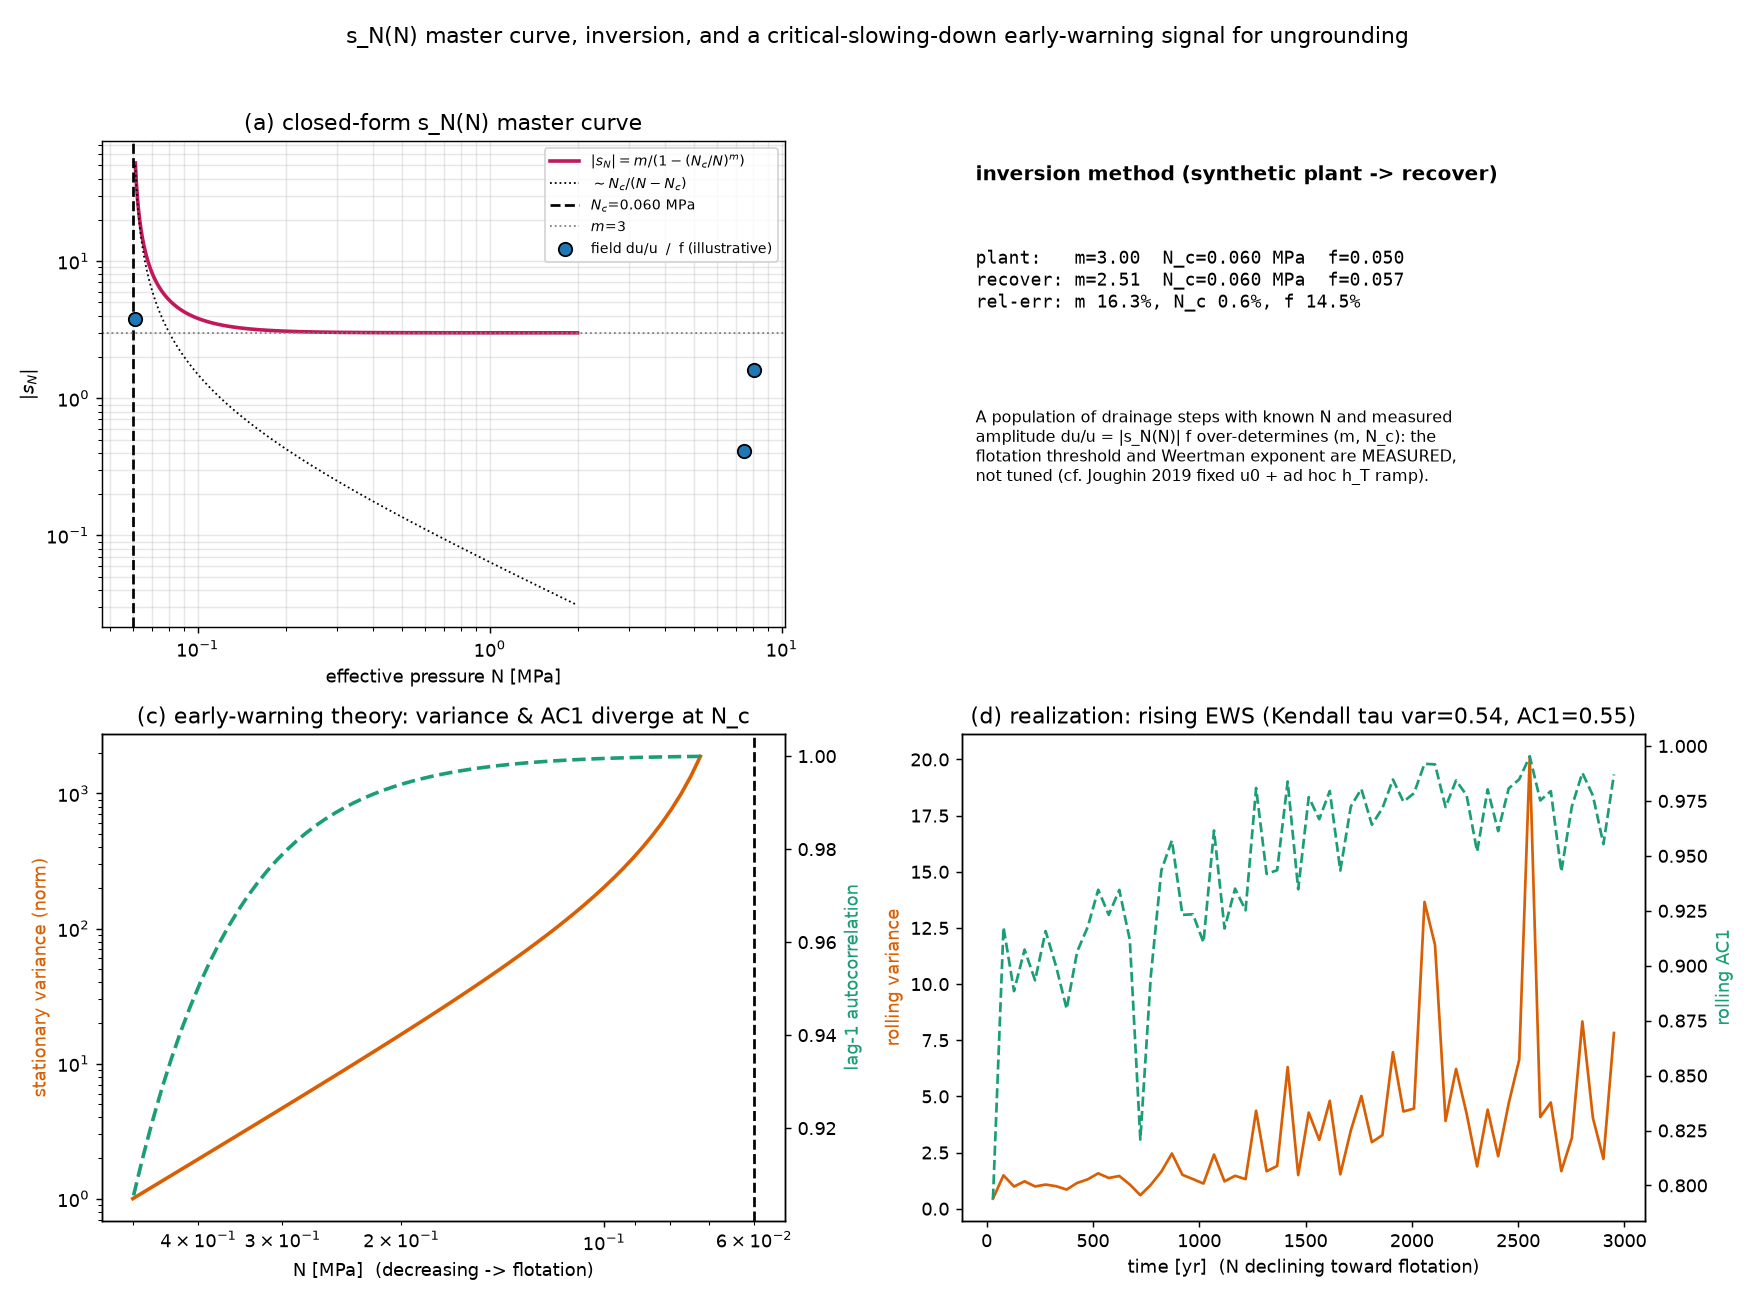 s_N(N) master curve, inversion, and a critical-slowing-down early-warning signal for ungrounding
(a) closed-form s_N(N) master curve
|s_N| = m/(1 − (N_c/N)^m)
~ N_c/(N − N_c)
N_c=0.060 MPa
m=3
field du/u / f (illustrative)
10^1
10^0
10^−1
|s_N|
10^−1
10^0
10^1
effective pressure N [MPa]
inversion method (synthetic plant -> recover)
plant:   m=3.00  N_c=0.060 MPa  f=0.050
recover: m=2.51  N_c=0.060 MPa  f=0.057
rel-err: m 16.3%, N_c 0.6%, f 14.5%
A population of drainage steps with known N and measured
amplitude du/u = |s_N(N)| f over-determines (m, N_c): the
flotation threshold and Weertman exponent are MEASURED,
not tuned (cf. Joughin 2019 fixed u0 + ad hoc h_T ramp).
(c) early-warning theory: variance & AC1 diverge at N_c
10^3
10^2
10^1
10^0
stationary variance (norm)
1.00
0.98
0.96
0.94
0.92
lag-1 autocorrelation
4 × 10^−1
3 × 10^−1
2 × 10^−1
10^−1
6 × 10^−2
N [MPa]  (decreasing -> flotation)
(d) realization: rising EWS (Kendall tau var=0.54, AC1=0.55)
20.0
17.5
15.0
12.5
10.0
7.5
5.0
2.5
0.0
rolling variance
1.000
0.975
0.950
0.925
0.900
0.875
0.850
0.825
0.800
rolling AC1
0
500
1000
1500
2000
2500
3000
time [yr]  (N declining toward flotation)